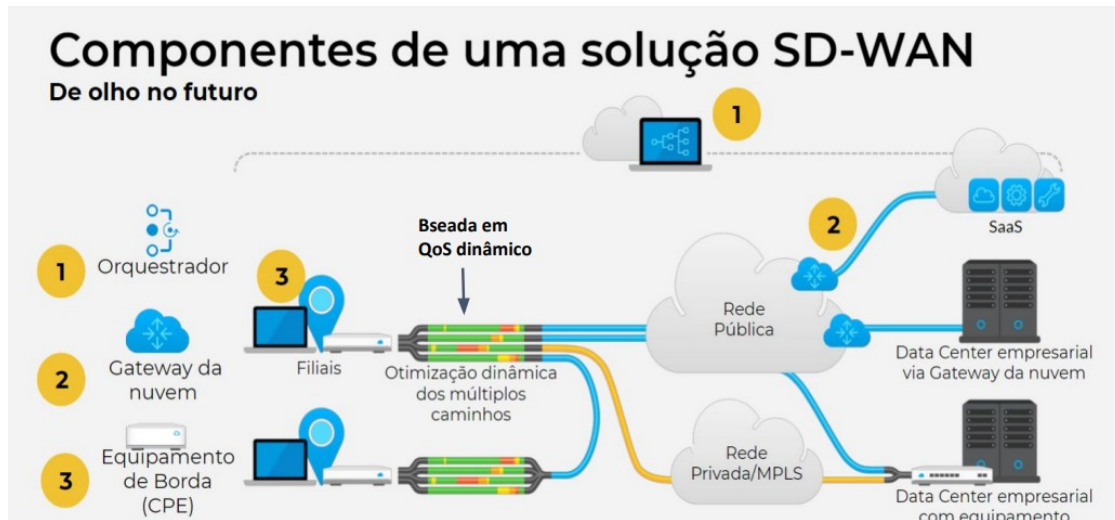 Componentes de uma solução SD-WAN
De olho no futuro
1
SaaS
Bseada em
QoS dinâmico
2
1
Orquestrador
3
Rede
Pública
Filiais
Otimização dinâmica
dos múltiplos
caminhos
Data Center empresarial
via Gateway da nuvem
2
Gateway da
nuvem
Rede
Privada/MPLS
3
Equipamento
de Borda
(CPE)
Data Center empresarial
com equipamento